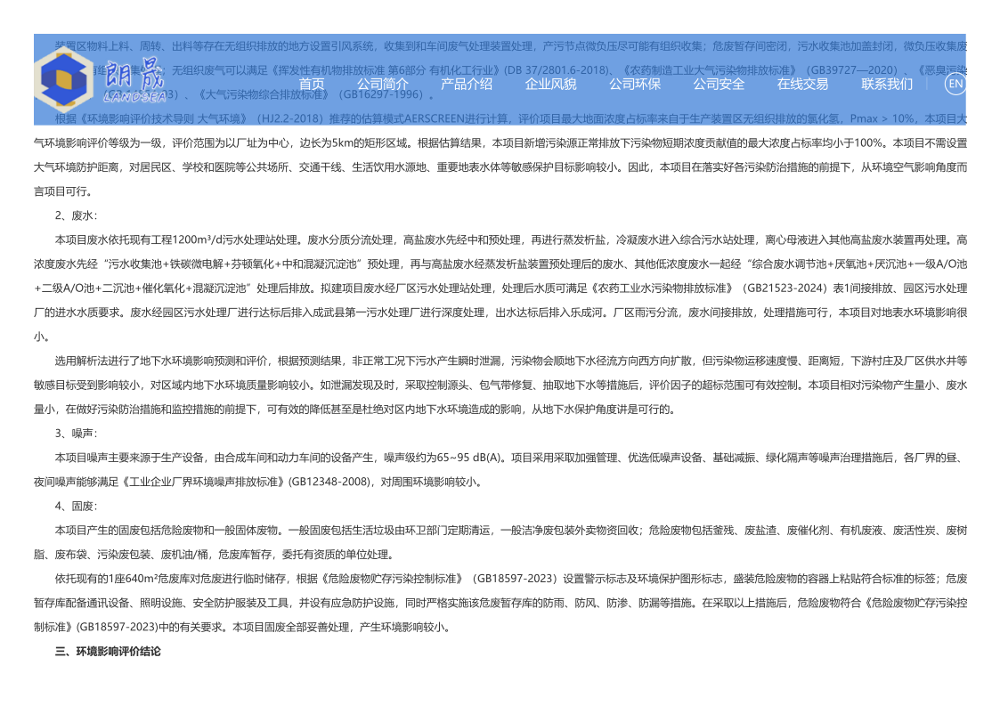 装置区物料上料、周转、出料等存在无组织排放的地方设置引风系统，收集到和车间废气处理装置处理，产污节点微负压尽可能有组织收集；危废暂存间密闭，污水收集池加盖封闭，微负压收集废
无组织废气可以满足《挥发性有机物排放标准 第6部分 有机化工行业》(DB 37/2801.6-2018)、《农药制造工业大气污染物排放标准》（GB39727—2020）、《恶臭污染
朗晟
LANDSEA
首页 公司简介 产品介绍 企业风貌 公司环保 公司安全 在线交易 联系我们 EN
、《大气污染物综合排放标准》（GB16297-1996）。
根据《环境影响评价技术导则 大气环境》（HJ2.2-2018）推荐的估算模式AERSCREEN进行计算，评价项目最大地面浓度占标率来自于生产装置区无组织排放的氯化氢，Pmax > 10%，本项目大
气环境影响评价等级为一级，评价范围为以厂址为中心，边长为5km的矩形区域。根据估算结果，本项目新增污染源正常排放下污染物短期浓度贡献值的最大浓度占标率均小于100%。本项目不需设置
大气环境防护距离，对居民区、学校和医院等公共场所、交通干线、生活饮用水源地、重要地表水体等敏感保护目标影响较小。因此，本项目在落实好各污染防治措施的前提下，从环境空气影响角度而
言项目可行。
2、废水：
本项目废水依托现有工程1200m³/d污水处理站处理。废水分质分流处理，高盐废水先经中和预处理，再进行蒸发析盐，冷凝废水进入综合污水站处理，离心母液进入其他高盐废水装置再处理。高
浓度废水先经“污水收集池+铁碳微电解+芬顿氧化+中和混凝沉淀池”预处理，再与高盐废水经蒸发析盐装置预处理后的废水、其他低浓度废水一起经“综合废水调节池+厌氧池+厌沉池+一级A/O池
+二级A/O池+二沉池+催化氧化+混凝沉淀池”处理后排放。拟建项目废水经厂区污水处理站处理，处理后水质可满足《农药工业水污染物排放标准》（GB21523-2024）表1间接排放、园区污水处理
厂的进水水质要求。废水经园区污水处理厂进行达标后排入成武县第一污水处理厂进行深度处理，出水达标后排入乐成河。厂区雨污分流，废水间接排放，处理措施可行，本项目对地表水环境影响很
小。
选用解析法进行了地下水环境影响预测和评价，根据预测结果，非正常工况下污水产生瞬时泄漏，污染物会顺地下水径流方向西方向扩散，但污染物运移速度慢、距离短，下游村庄及厂区供水井等
敏感目标受到影响较小，对区域内地下水环境质量影响较小。如泄漏发现及时，采取控制源头、包气带修复、抽取地下水等措施后，评价因子的超标范围可有效控制。本项目相对污染物产生量小、废水
量小，在做好污染防治措施和监控措施的前提下，可有效的降低甚至是杜绝对区内地下水环境造成的影响，从地下水保护角度讲是可行的。
3、噪声：
本项目噪声主要来源于生产设备，由合成车间和动力车间的设备产生，噪声级约为65~95 dB(A)。项目采用采取加强管理、优选低噪声设备、基础减振、绿化隔声等噪声治理措施后，各厂界的昼、
夜间噪声能够满足《工业企业厂界环境噪声排放标准》(GB12348-2008)，对周围环境影响较小。
4、固废：
本项目产生的固废包括危险废物和一般固体废物。一般固废包括生活垃圾由环卫部门定期清运，一般洁净废包装外卖物资回收；危险废物包括釜残、废盐渣、废催化剂、有机废液、废活性炭、废树
脂、废布袋、污染废包装、废机油/桶，危废库暂存，委托有资质的单位处理。
依托现有的1座640m²危废库对危废进行临时储存，根据《危险废物贮存污染控制标准》（GB18597-2023）设置警示标志及环境保护图形标志，盛装危险废物的容器上粘贴符合标准的标签；危废
暂存库配备通讯设备、照明设施、安全防护服装及工具，并设有应急防护设施，同时严格实施该危废暂存库的防雨、防风、防渗、防漏等措施。在采取以上措施后，危险废物符合《危险废物贮存污染控
制标准》(GB18597-2023)中的有关要求。本项目固废全部妥善处理，产生环境影响较小。
三、环境影响评价结论